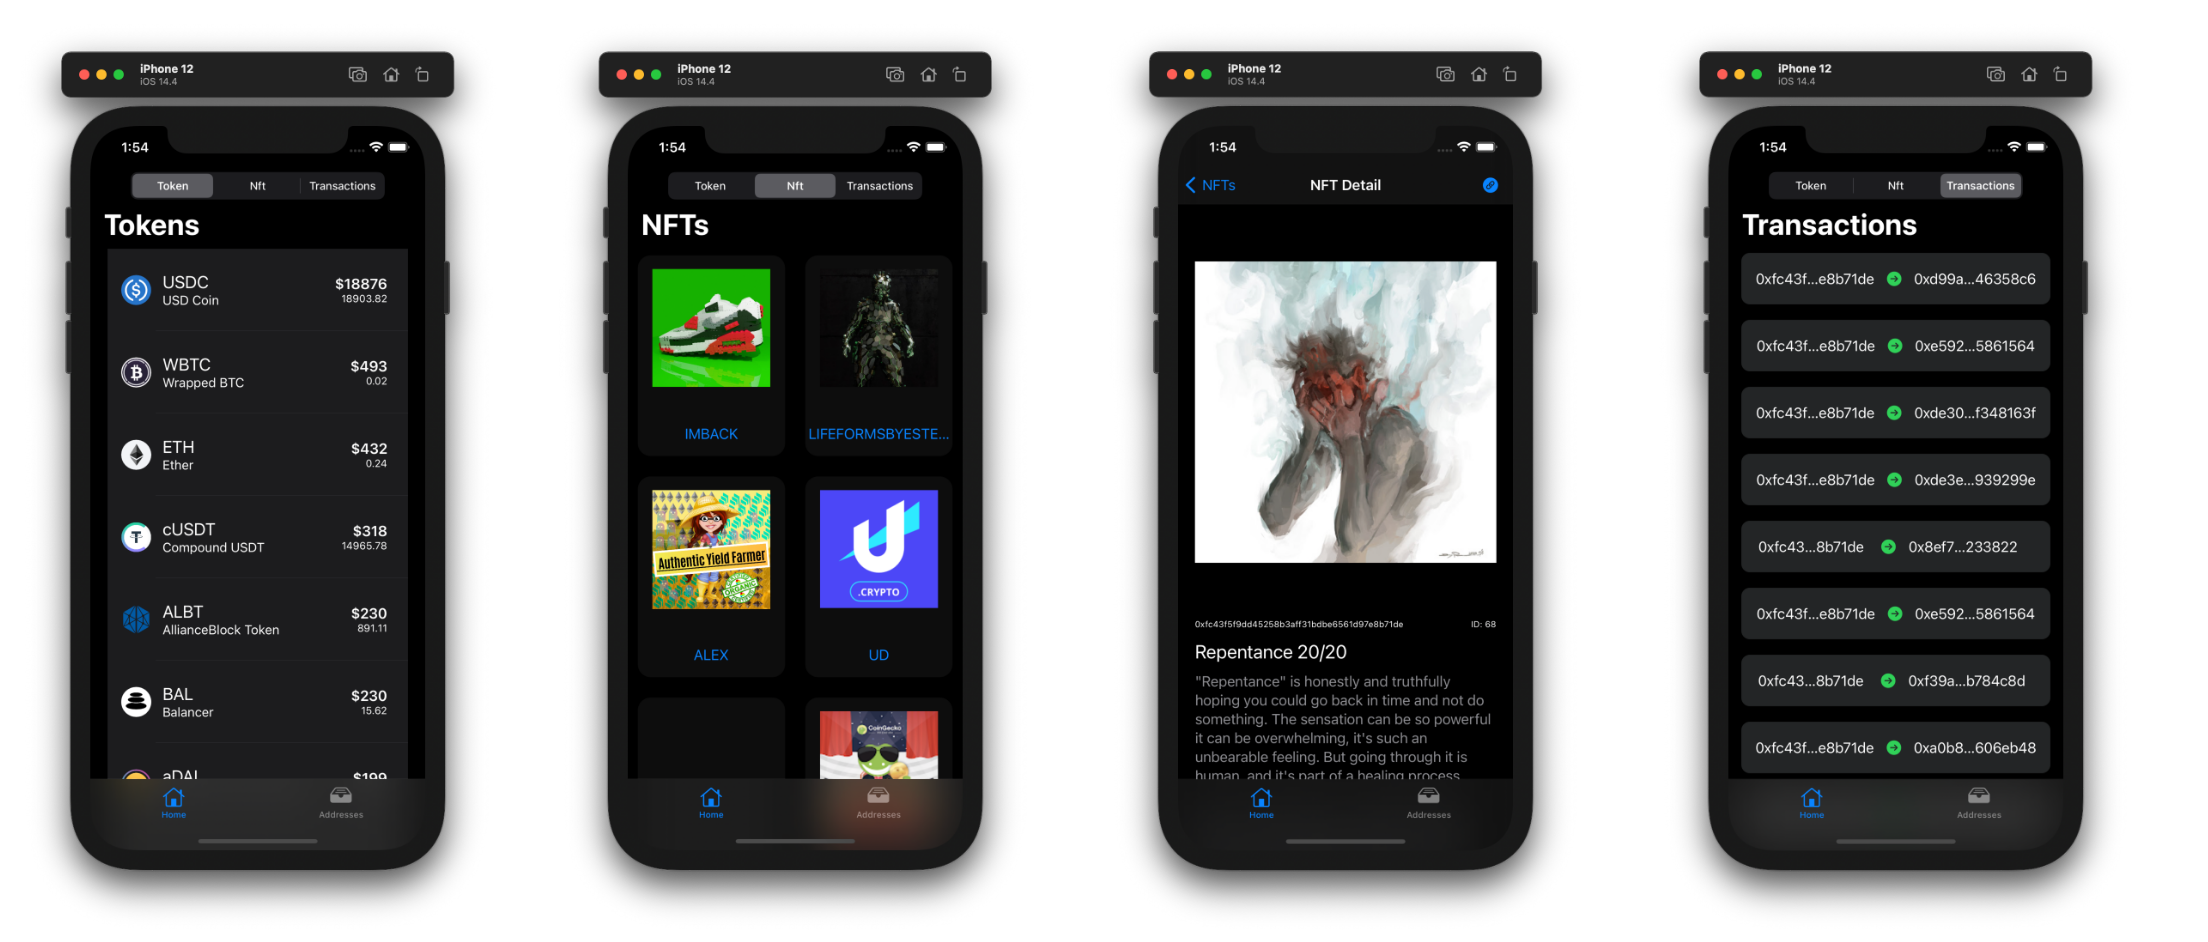 iPhone 12
iOS 14.4
1:54
Token Nft Transactions
Tokens
USDC
USD Coin
$18876
18903.82
WBTC
Wrapped BTC
$493
0.02
ETH
Ether
$432
0.24
cUSDT
Compound USDT
$318
14965.78
ALBT
AllianceBlock Token
$230
891.11
BAL
Balancer
$230
15.62
aDAI
$199
Home
Addresses
iPhone 12
iOS 14.4
1:54
Token Nft Transactions
NFTs
IMBACK
LIFEFORMSBYESTE...
Authentic Yield Farmer
ORGANIC
ALEX
.CRYPTO
UD
CoinGecko
Home
Addresses
iPhone 12
iOS 14.4
1:54
NFTs
NFT Detail
0xfc43f5f9dd45258b3aff31bdbe6561d97e8b71de
ID: 68
Repentance 20/20
"Repentance" is honestly and truthfully
hoping you could go back in time and not do
something. The sensation can be so powerful
it can be overwhelming, it's such an
unbearable feeling. But going through it is
human, and it's part of a healing process
Home
Addresses
iPhone 12
iOS 14.4
1:54
Token Nft Transactions
Transactions
0xfc43f...e8b71de 0xd99a...46358c6
0xfc43f...e8b71de 0xe592...5861564
0xfc43f...e8b71de 0xde30...f348163f
0xfc43f...e8b71de 0xde3e...939299e
0xfc43...8b71de 0x8ef7...233822
0xfc43f...e8b71de 0xe592...5861564
0xfc43...8b71de 0xf39a...b784c8d
0xfc43f...e8b71de 0xa0b8...606eb48
Home
Addresses